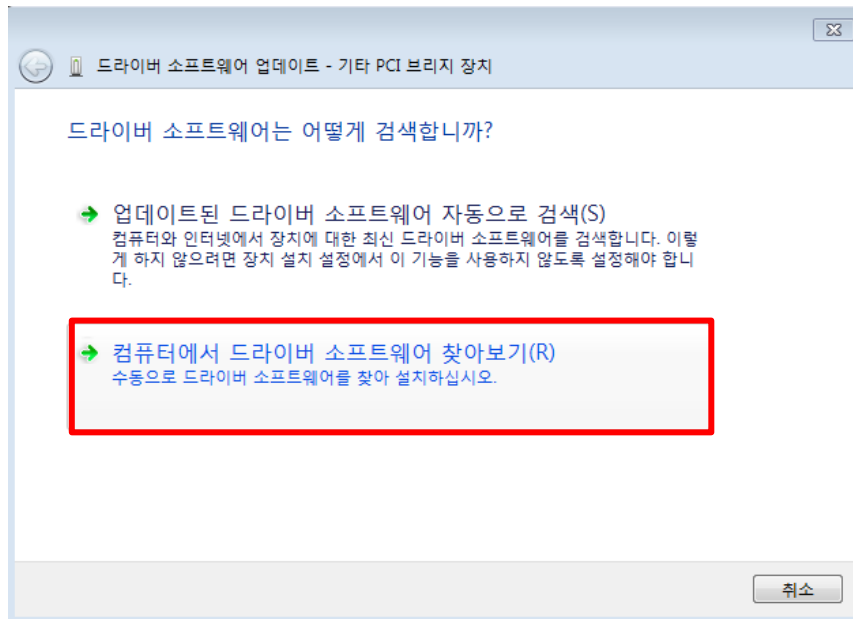 드라이버 소프트웨어 업데이트 - 기타 PCI 브리지 장치
드라이버 소프트웨어는 어떻게 검색합니까?
업데이트된 드라이버 소프트웨어 자동으로 검색(S)
컴퓨터와 인터넷에서 장치에 대한 최신 드라이버 소프트웨어를 검색합니다. 이렇
게 하지 않으려면 장치 설치 설정에서 이 기능을 사용하지 않도록 설정해야 합니
다.
컴퓨터에서 드라이버 소프트웨어 찾아보기(R)
수동으로 드라이버 소프트웨어를 찾아 설치하십시오.
취소